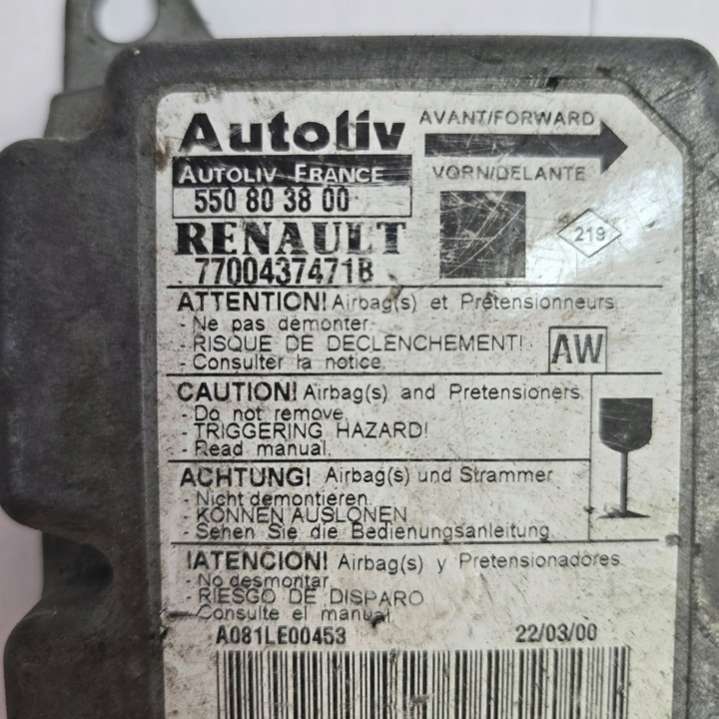 Autoliv
AVANT/FORWARD
AUTOLIV FRANCE
VORN/DELANTE
550 80 38 00
RENAULT
219
7700437471B
ATTENTION! Airbag(s) et Prétensionneurs
- Ne pas démonter
- RISQUE DE DECLENCHEMENT!
- Consulter la notice
AW
CAUTION! Airbag(s) and Pretensioners
- Do not remove
- TRIGGERING HAZARD!
- Read manual
ACHTUNG! Airbag(s) und Strammer
- Nicht demontieren
- KONNEN AUSLONEN
- Sehen Sie die Bedienungsanleitung
!ATENCION! Airbag(s) y Pretensionadores
- No desmontar
- RIESGO DE DISPARO
- Consulte el manual
A081LE00453
22/03/00